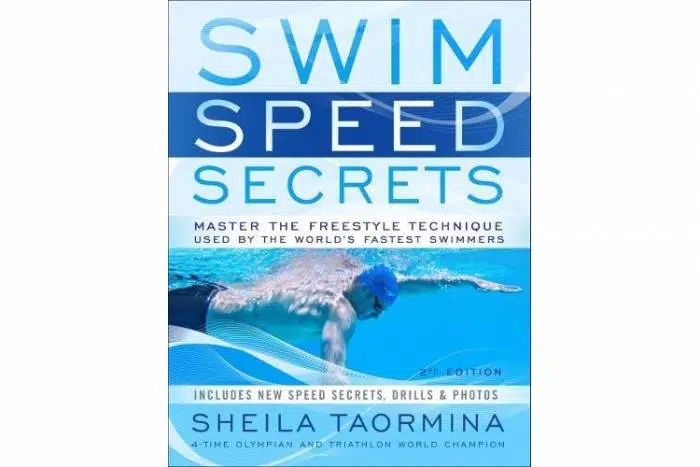 SWIM
SPEED
SECRETS
MASTER THE FREESTYLE TECHNIQUE
USED BY THE WORLD'S FASTEST SWIMMERS
2ND EDITION
INCLUDES NEW SPEED SECRETS, DRILLS & PHOTOS
SHEILA TAORMINA
4-TIME OLYMPIAN AND TRIATHLON WORLD CHAMPION